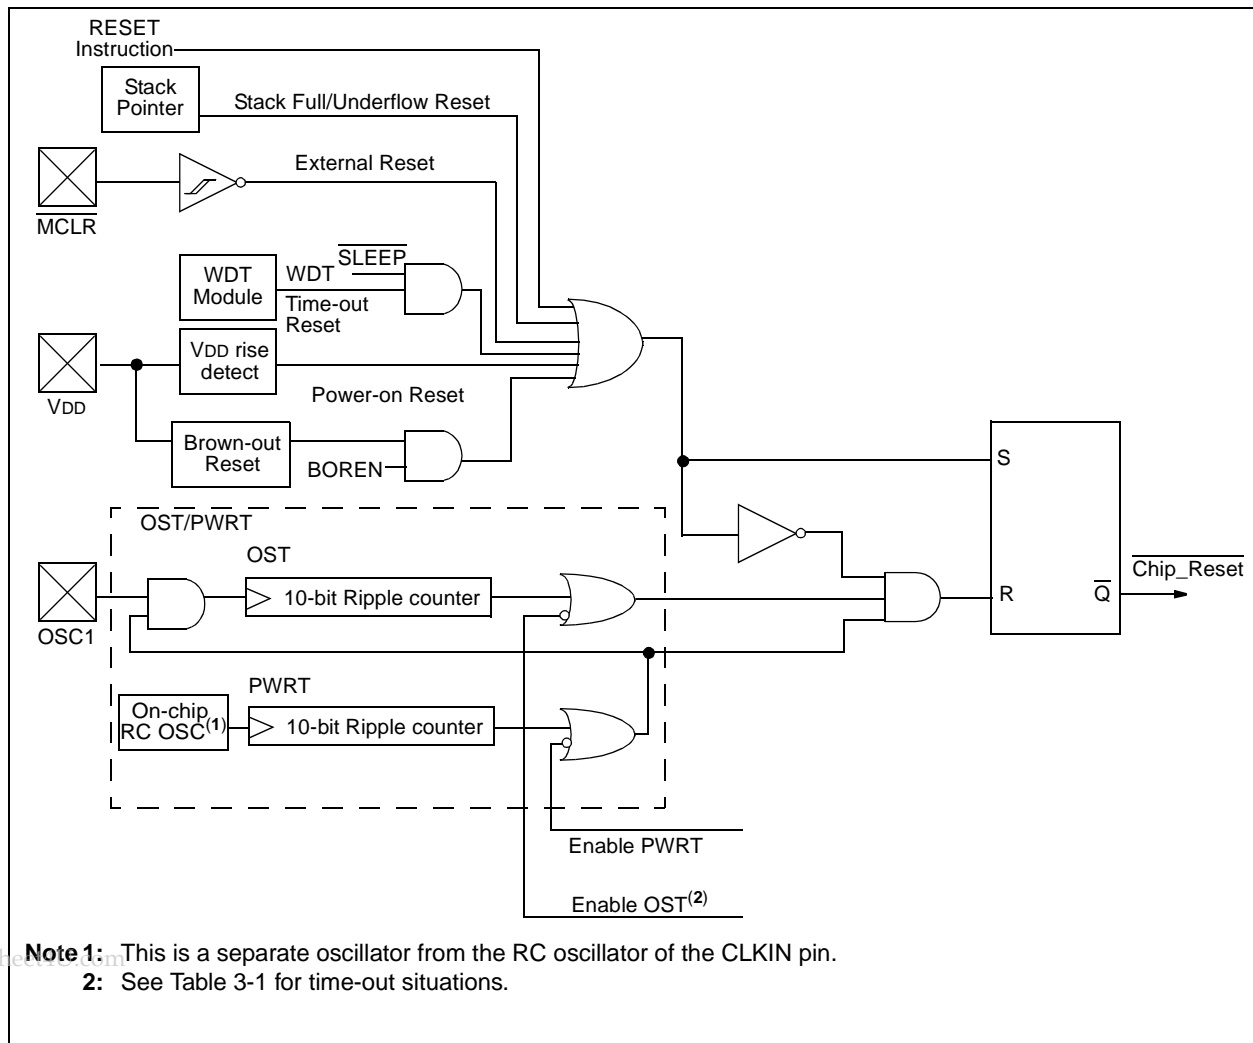 RESET
Instruction
Stack
Pointer
Stack Full/Underflow Reset
External Reset
MCLR
SLEEP
WDT
Module
WDT
Time-out
Reset
VDD rise
detect
VDD
Power-on Reset
Brown-out
Reset
BOREN
S
OST/PWRT
OST
10-bit Ripple counter
OSC1
R
Q
Chip_Reset
PWRT
On-chip
RC OSC(1)
10-bit Ripple counter
Enable PWRT
Enable OST(2)
Note 1: This is a separate oscillator from the RC oscillator of the CLKIN pin.
2: See Table 3-1 for time-out situations.